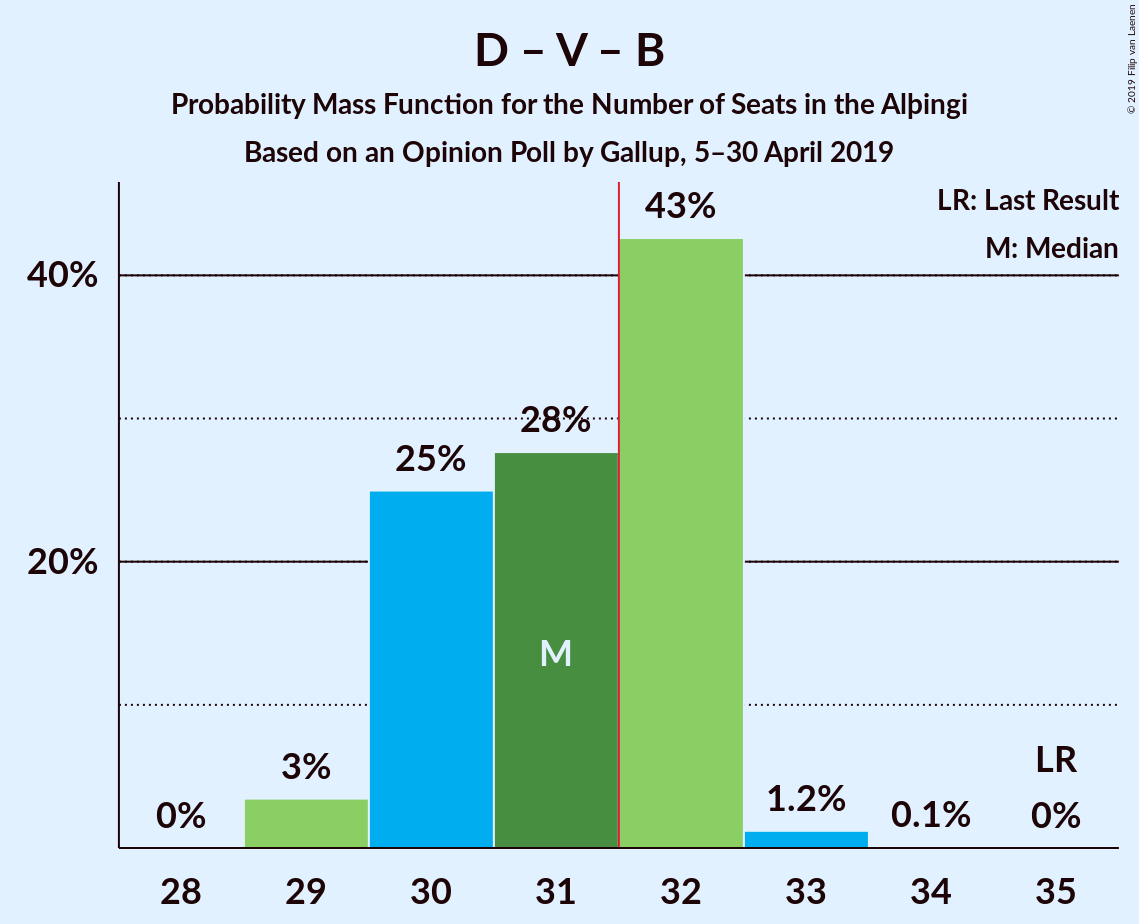 D – V – B
Probability Mass Function for the Number of Seats in the Alþingi
Based on an Opinion Poll by Gallup, 5–30 April 2019
© 2019 Filip van Laenen
LR: Last Result
M: Median
43%
40%
28%
25%
20%
M
3%
0%
1.2%
0.1%
LR
0%
28 29 30 31 32 33 34 35